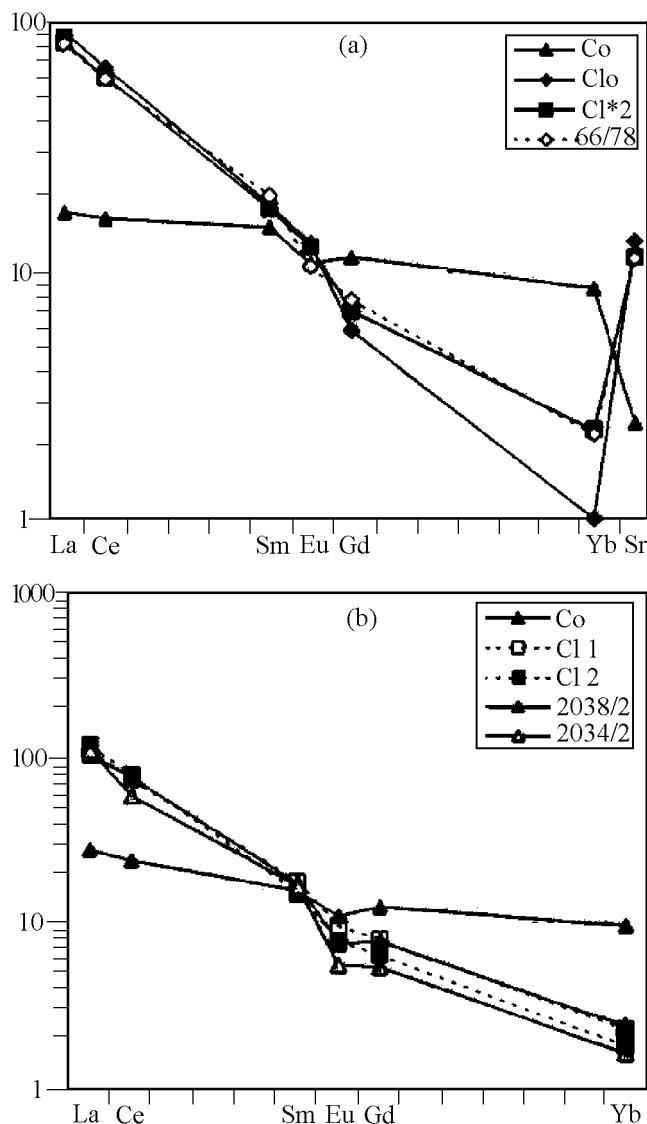 100
(a)
Co
Clo
Cl*2
66/78
10
1
La Ce Sm Eu Gd Yb Sr
1000
(b)
Co
Cl 1
Cl 2
2038/2
2034/2
100
10
1
La Ce Sm Eu Gd Yb